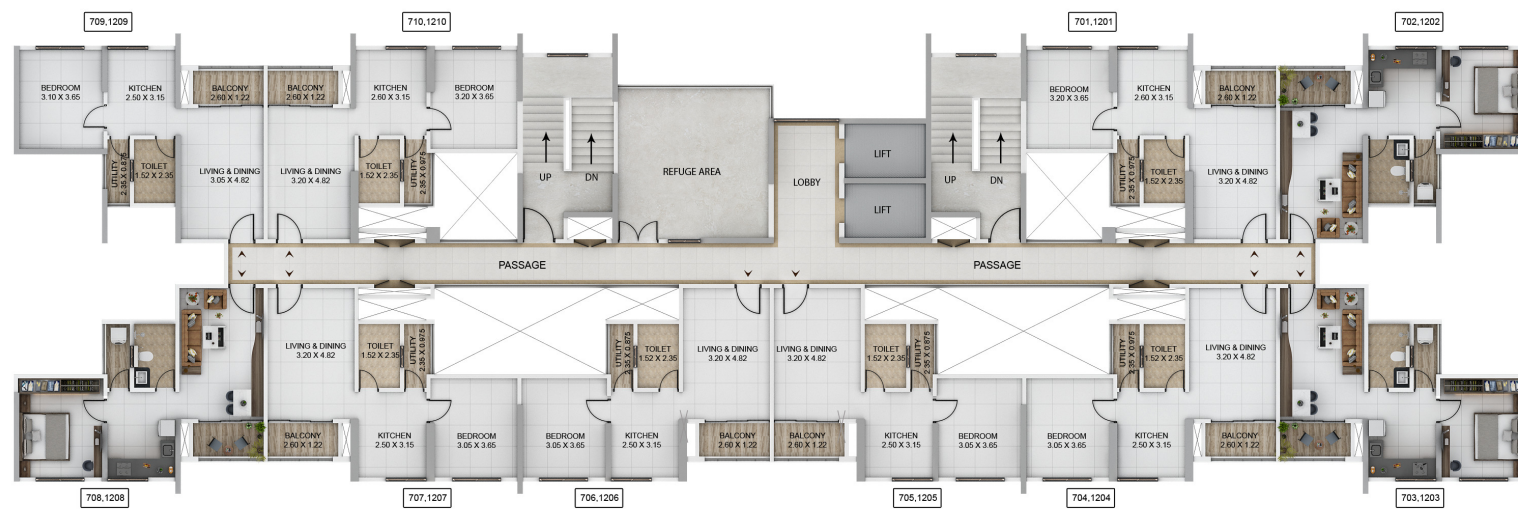 709,1209
710,1210
701,1201
702,1202
BEDROOM
3.10 X 3.65
KITCHEN
2.50 X 3.15
BALCONY
2.60 X 1.22
BALCONY
2.60 X 1.22
KITCHEN
2.60 X 3.15
BEDROOM
3.20 X 3.65
BEDROOM
3.20 X 3.65
KITCHEN
2.60 X 3.15
BALCONY
2.60 X 1.22
UTILITY
2.35 X 0.875
TOILET
1.52 X 2.35
LIVING & DINING
3.05 X 4.82
LIVING & DINING
3.20 X 4.82
TOILET
1.52 X 2.35
UTILITY
2.35 X 0.975
UP
DN
REFUGE AREA
LOBBY
LIFT
LIFT
UP
DN
UTILITY
2.35 X 0.975
TOILET
1.52 X 2.35
LIVING & DINING
3.20 X 4.82
PASSAGE
PASSAGE
LIVING & DINING
3.20 X 4.82
TOILET
1.52 X 2.35
UTILITY
2.35 X 0.975
UTILITY
2.35 X 0.875
TOILET
1.52 X 2.35
LIVING & DINING
3.20 X 4.82
LIVING & DINING
3.20 X 4.82
TOILET
1.52 X 2.35
UTILITY
2.35 X 0.875
UTILITY
2.35 X 0.975
TOILET
1.52 X 2.35
LIVING & DINING
3.20 X 4.82
BALCONY
2.60 X 1.22
KITCHEN
2.50 X 3.15
BEDROOM
3.05 X 3.65
BEDROOM
3.05 X 3.65
KITCHEN
2.50 X 3.15
BALCONY
2.60 X 1.22
BALCONY
2.60 X 1.22
KITCHEN
2.50 X 3.15
BEDROOM
3.05 X 3.65
BEDROOM
3.05 X 3.65
KITCHEN
2.50 X 3.15
BALCONY
2.60 X 1.22
708,1208
707,1207
706,1206
705,1205
704,1204
703,1203